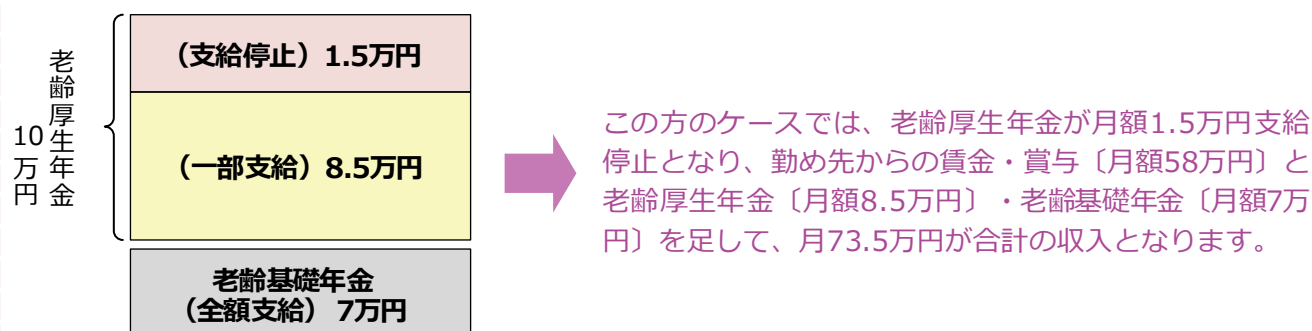 老齢厚生年金
10万円
（支給停止）1.5万円
（一部支給）8.5万円
老齢基礎年金
（全額支給） 7万円
この方のケースでは、老齢厚生年金が月額1.5万円支給
停止となり、勤め先からの賃金・賞与〔月額58万円〕と
老齢厚生年金〔月額8.5万円〕・老齢基礎年金〔月額7万
円〕を足して、月73.5万円が合計の収入となります。